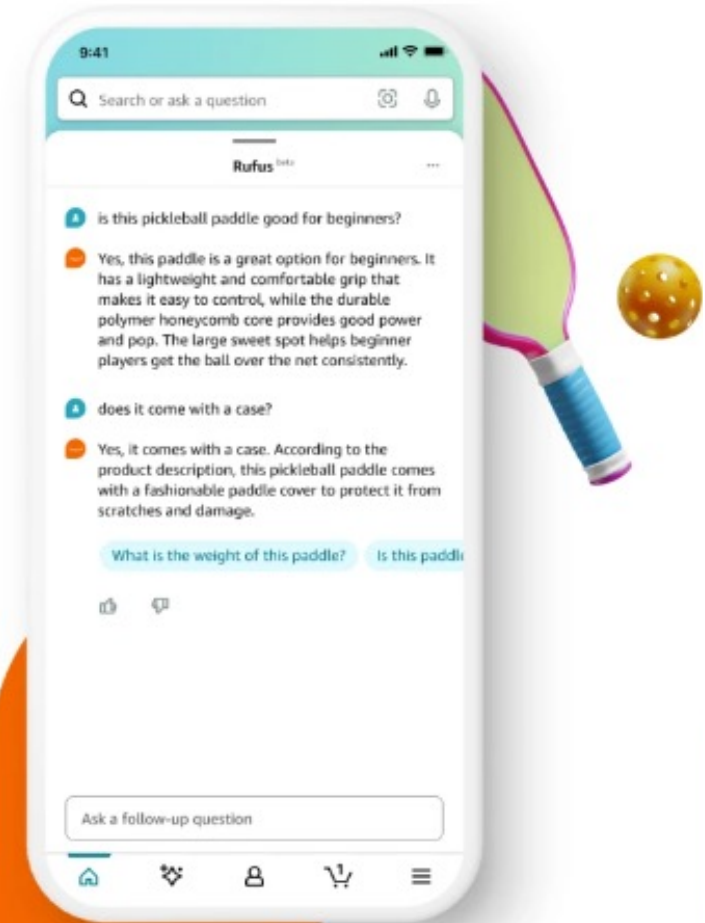 9:41
Search or ask a question
Rufus beta
is this pickleball paddle good for beginners?
Yes, this paddle is a great option for beginners. It
has a lightweight and comfortable grip that
makes it easy to control, while the durable
polymer honeycomb core provides good power
and pop. The large sweet spot helps beginner
players get the ball over the net consistently.
does it come with a case?
Yes, it comes with a case. According to the
product description, this pickleball paddle comes
with a fashionable paddle cover to protect it from
scratches and damage.
What is the weight of this paddle? Is this paddle
Ask a follow-up question
1